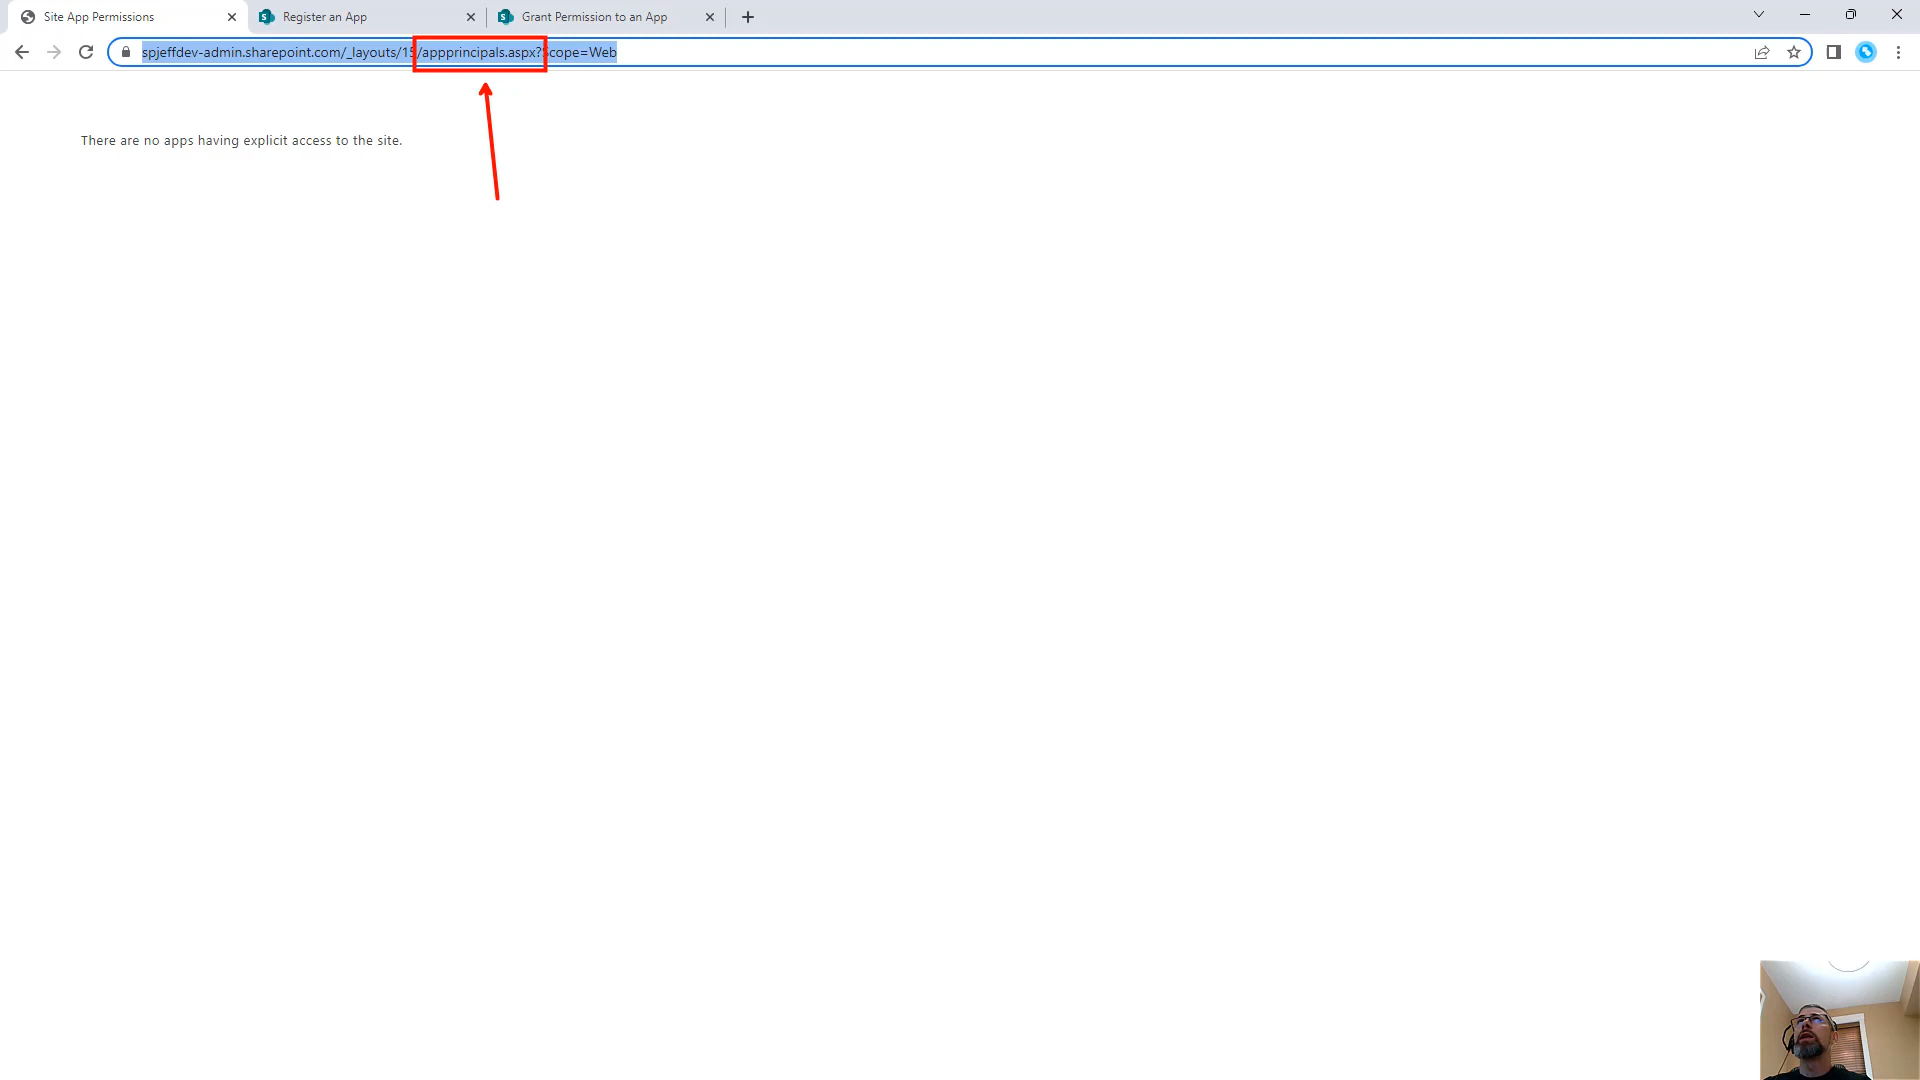 Site App Permissions
Register an App
Grant Permission to an App
spjeffdev-admin.sharepoint.com/_layouts/15/appprincipals.aspx?Scope=Web
There are no apps having explicit access to the site.